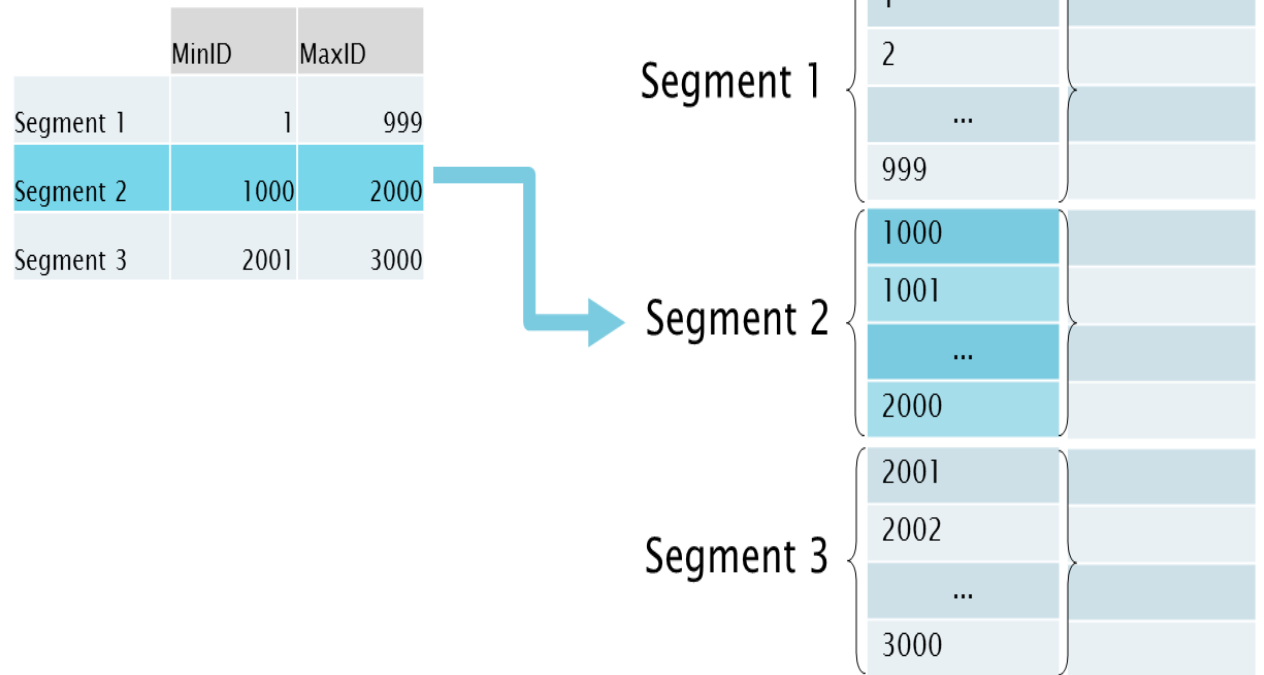 MinID MaxID
Segment 1 1 999
Segment 2 1000 2000
Segment 3 2001 3000
Segment 1
1
2
...
999
Segment 2
1000
1001
...
2000
Segment 3
2001
2002
...
3000